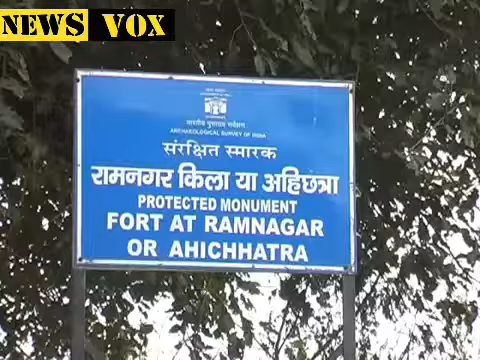 NEWS VOX
भारतीय पुरातत्व सर्वेक्षण
ARCHAEOLOGICAL SURVEY OF INDIA
संरक्षित स्मारक
रामनगर किला या अहिछत्रा
PROTECTED MONUMENT
FORT AT RAMNAGAR
OR AHICHHATRA